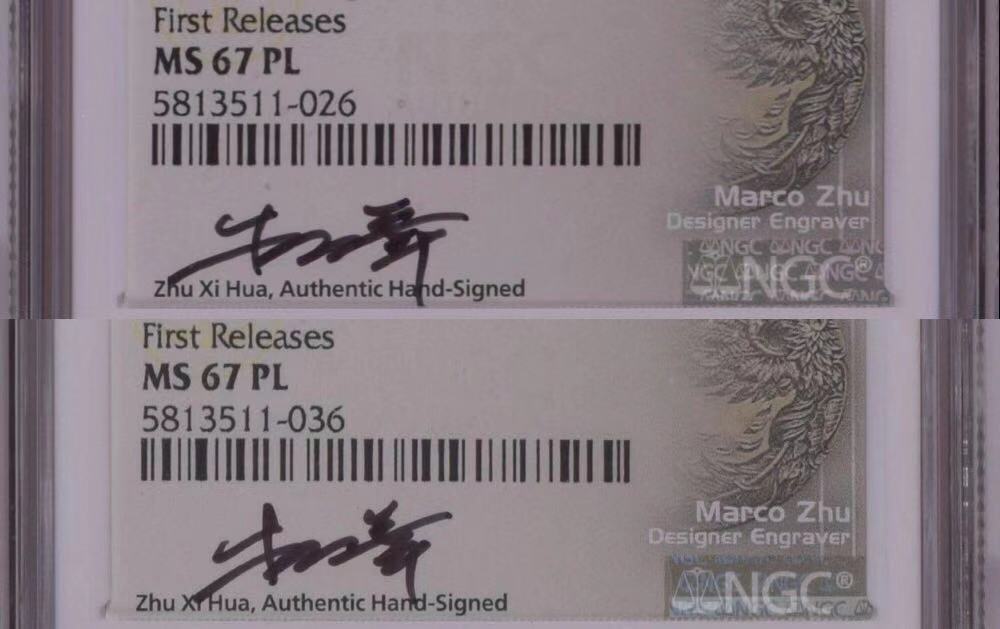 First Releases
MS 67 PL
5813511-026
Marco Zhu
Designer Engraver
NGC®
Zhu Xi Hua, Authentic Hand-Signed
First Releases
MS 67 PL
5813511-036
Marco Zhu
Designer Engraver
NGC®
Zhu Xi Hua, Authentic Hand-Signed